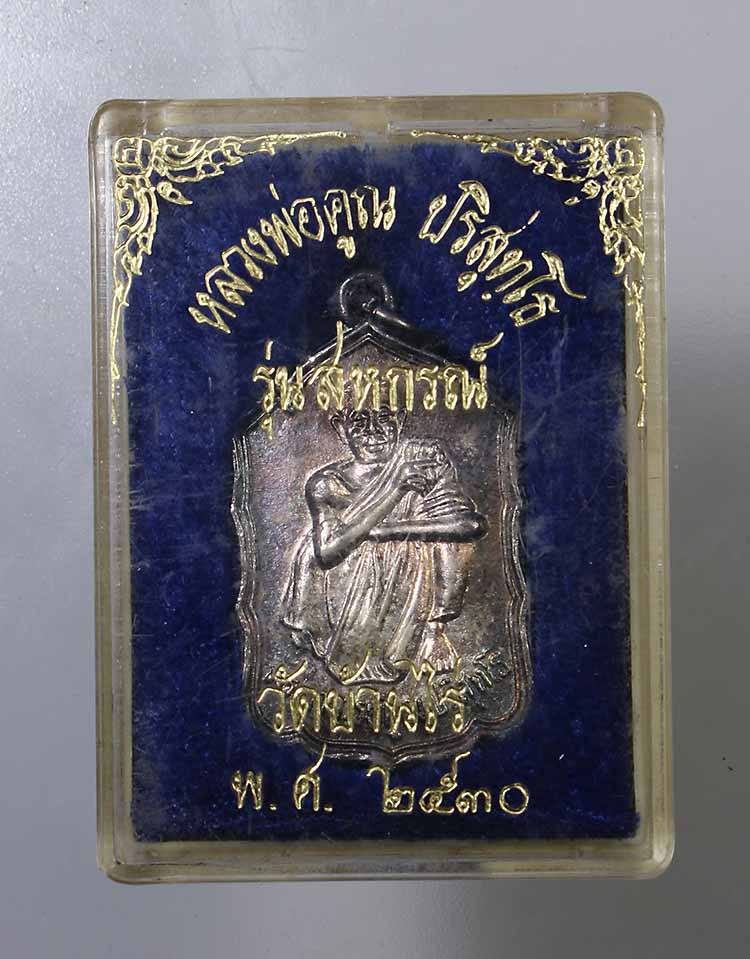 หลวงพ่อคูณ ปริสุทฺโธ
รุ่นสหกรณ์
วัดบ้านไร่
พ.ศ. ๒๕๓๐